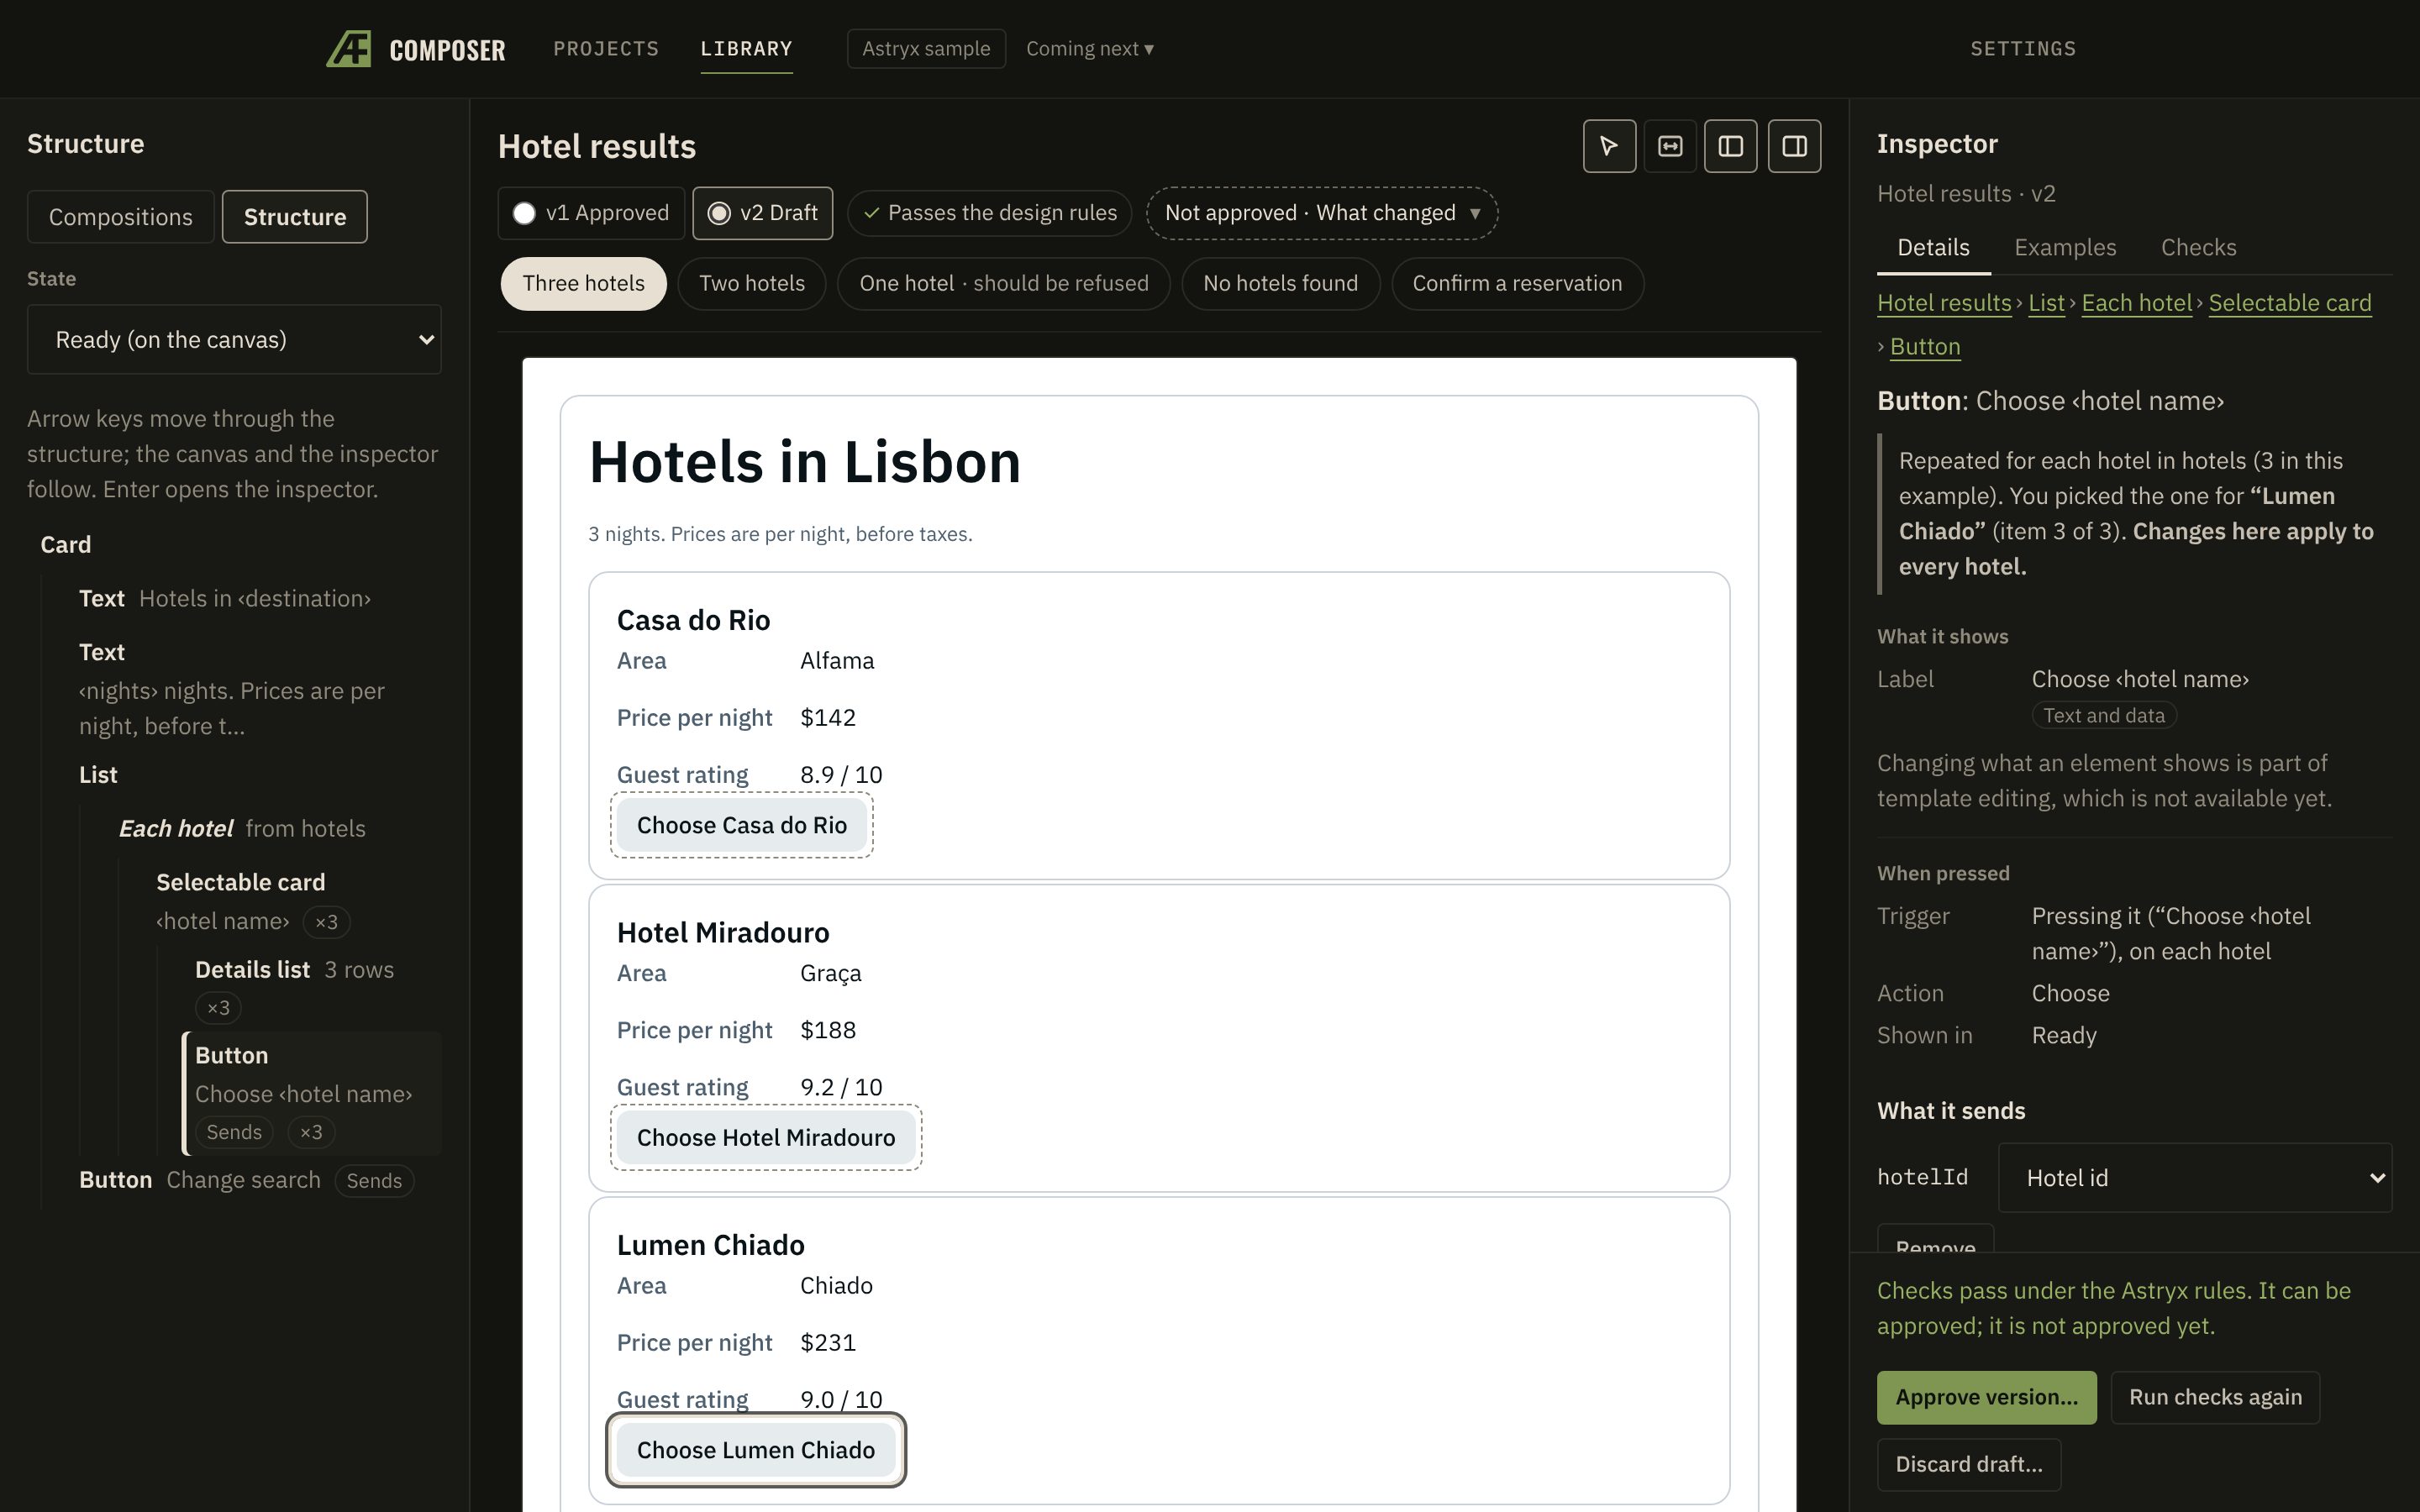 COMPOSER
PROJECTS
LIBRARY
Astryx sample
Coming next ▾
SETTINGS
Structure
Compositions
Structure
State
Ready (on the canvas)
Arrow keys move through the
structure; the canvas and the inspector
follow. Enter opens the inspector.
Card
Text Hotels in ‹destination›
Text
‹nights› nights. Prices are per
night, before t...
List
Each hotel from hotels
Selectable card
‹hotel name› ×3
Details list 3 rows
×3
Button
Choose ‹hotel name›
Sends ×3
Button Change search Sends
Hotel results
v1 Approved
v2 Draft
✓ Passes the design rules
Not approved · What changed ▾
Three hotels
Two hotels
One hotel · should be refused
No hotels found
Confirm a reservation
Hotels in Lisbon
3 nights. Prices are per night, before taxes.
Casa do Rio
Area Alfama
Price per night $142
Guest rating 8.9 / 10
Choose Casa do Rio
Hotel Miradouro
Area Graça
Price per night $188
Guest rating 9.2 / 10
Choose Hotel Miradouro
Lumen Chiado
Area Chiado
Price per night $231
Guest rating 9.0 / 10
Choose Lumen Chiado
Inspector
Hotel results · v2
Details
Examples
Checks
Hotel results › List › Each hotel › Selectable card
› Button
Button: Choose ‹hotel name›
Repeated for each hotel in hotels (3 in this
example). You picked the one for “Lumen
Chiado” (item 3 of 3). Changes here apply to
every hotel.
What it shows
Label Choose ‹hotel name›
Text and data
Changing what an element shows is part of
template editing, which is not available yet.
When pressed
Trigger Pressing it (“Choose ‹hotel
name›”), on each hotel
Action Choose
Shown in Ready
What it sends
hotelId Hotel id
Remove
Checks pass under the Astryx rules. It can be
approved; it is not approved yet.
Approve version...
Run checks again
Discard draft...